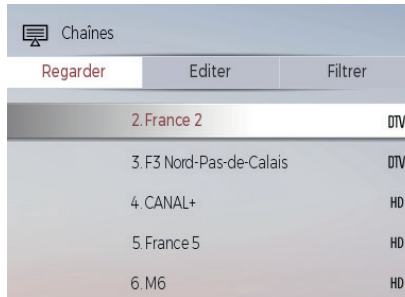 Chaînes
Regarder Editer Filtrer
2. France 2 DTV
3. F3 Nord-Pas-de-Calais DTV
4. CANAL+ HD
5. France 5 HD
6. M6 HD